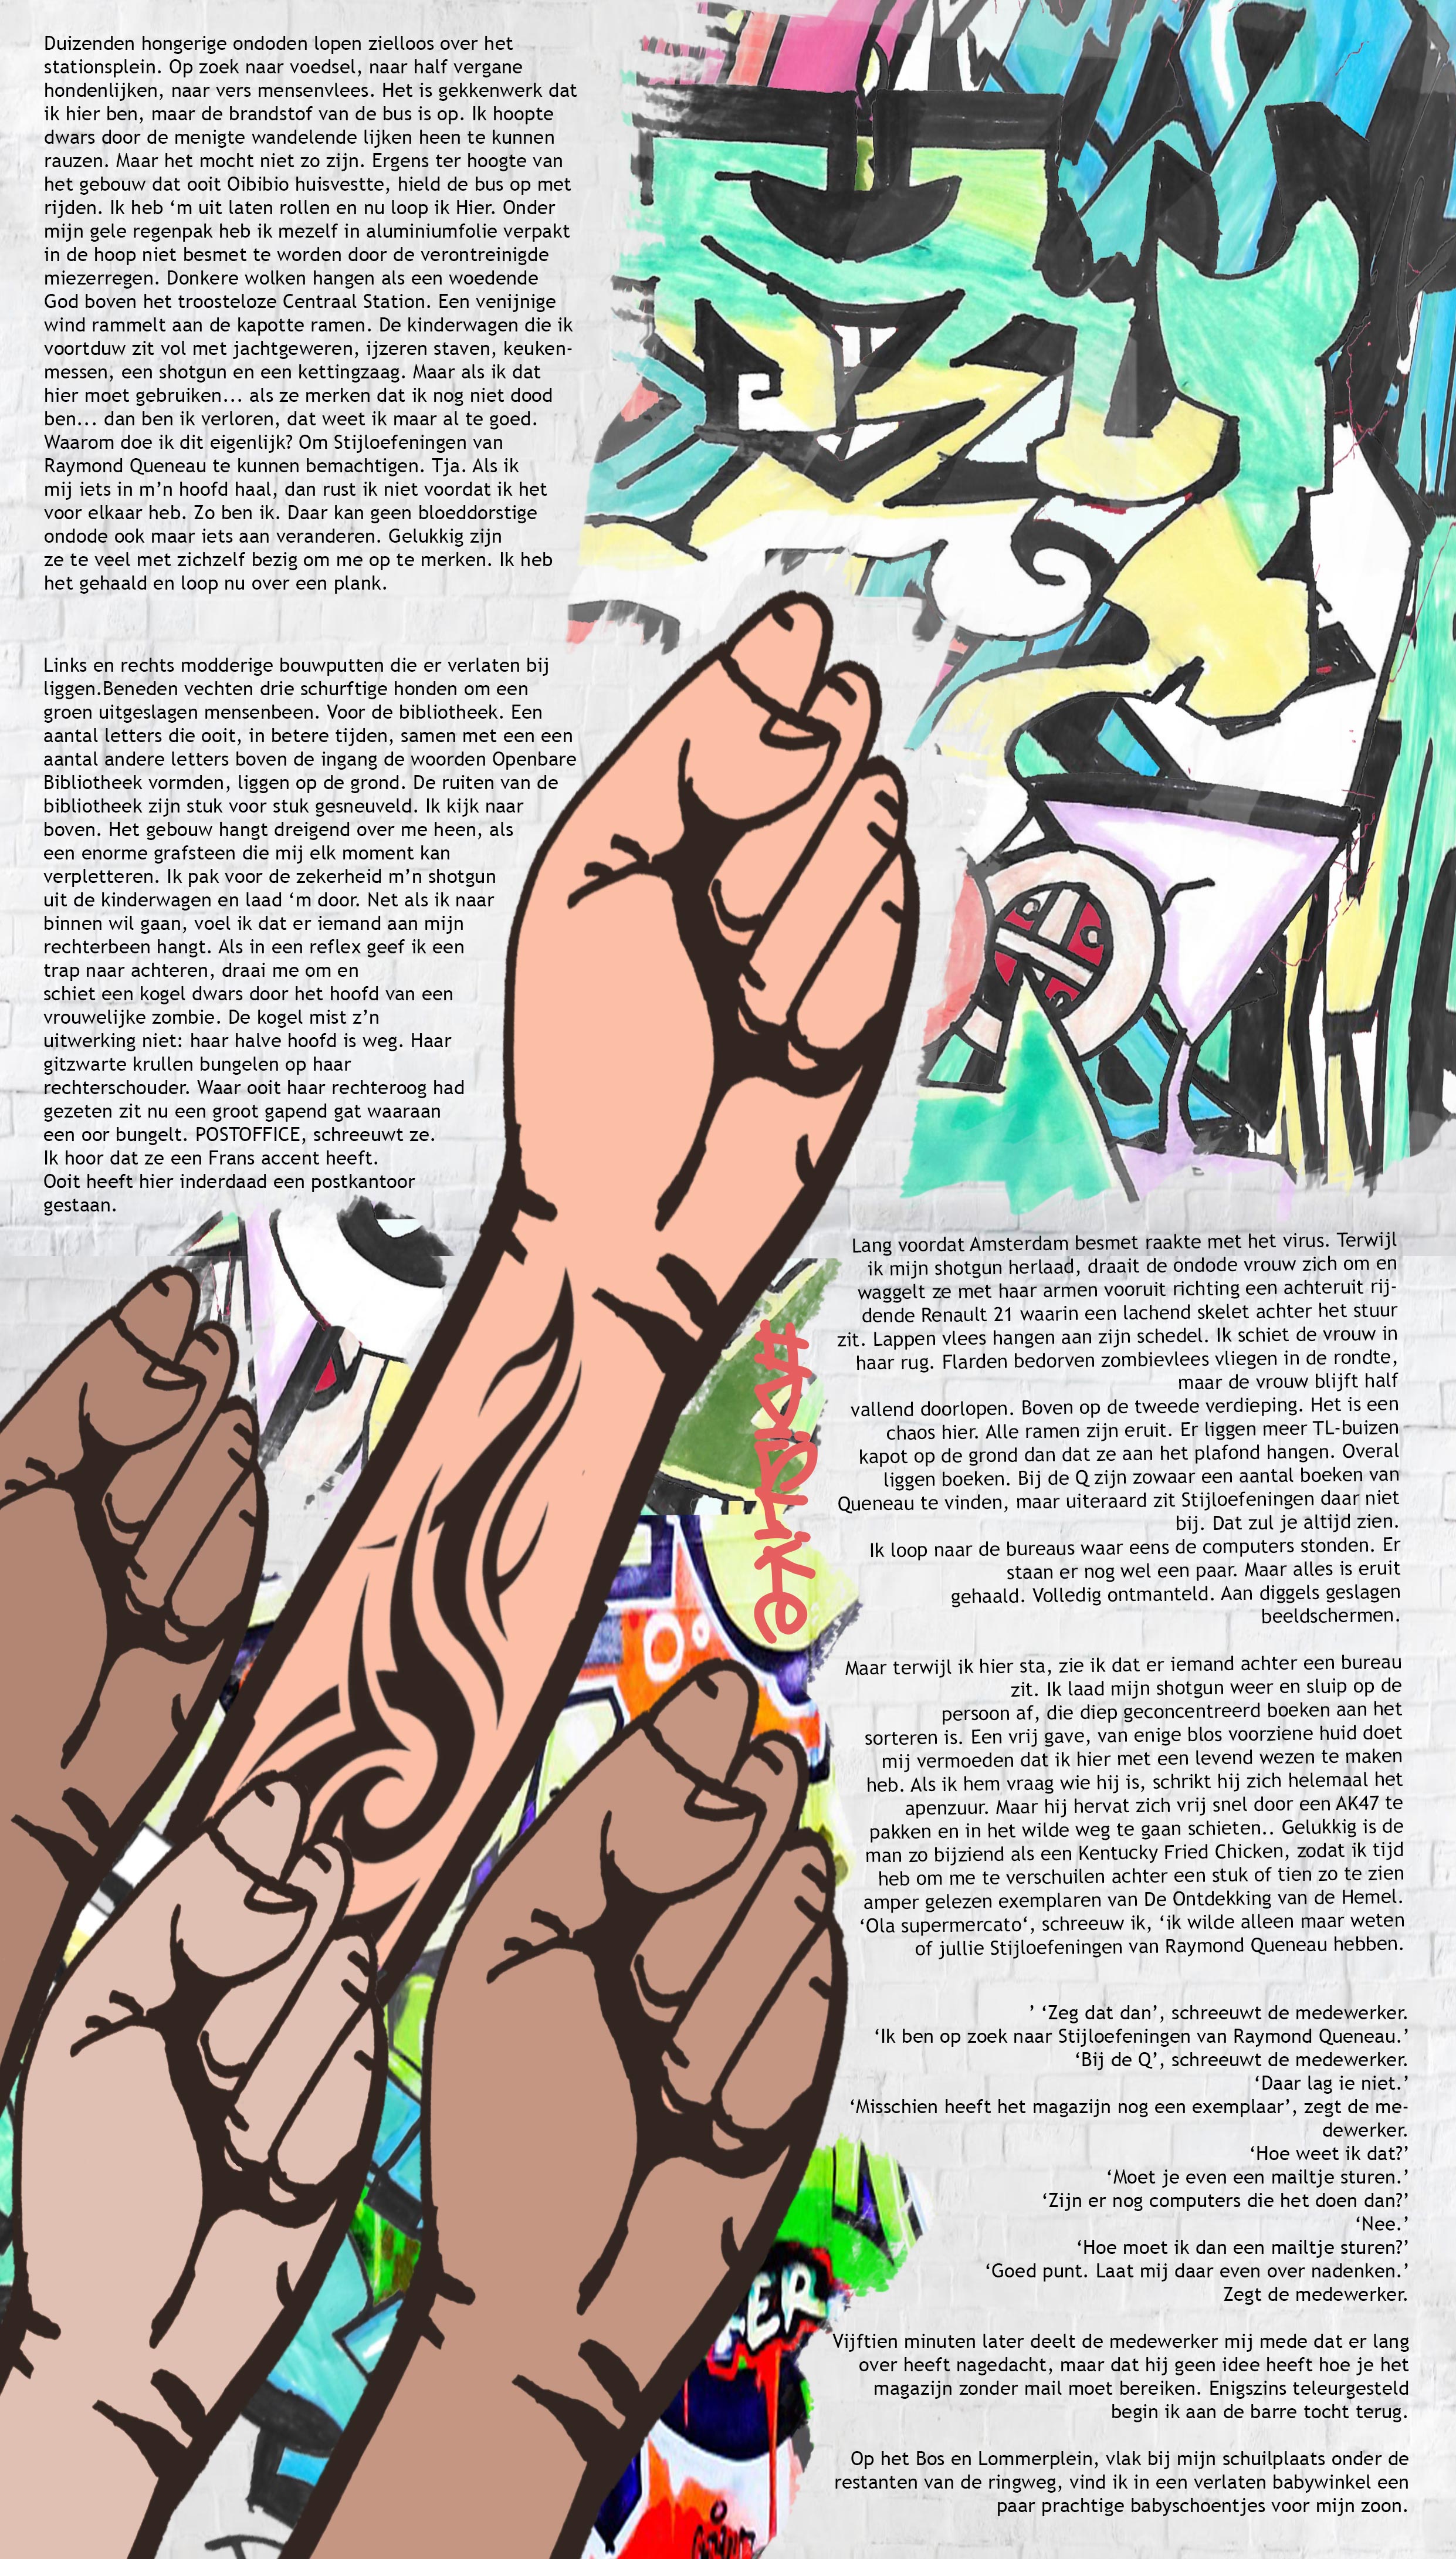 Duizenden hongerige ondoden lopen zielloos over het
stationsplein. Op zoek naar voedsel, naar half vergane
hondenlijken, naar vers mensenvlees. Het is gekkenwerk dat
ik hier ben, maar de brandstof van de bus is op. Ik hoopte
dwars door de menigte wandelende lijken heen te kunnen
rauzen. Maar het mocht niet zo zijn. Ergens ter hoogte van
het gebouw dat ooit Oibibio huisvestte, hield de bus op met
rijden. Ik heb ‘m uit laten rollen en nu loop ik Hier. Onder
mijn gele regenpak heb ik mezelf in aluminiumfolie verpakt
in de hoop niet besmet te worden door de verontreinigde
miezerregen. Donkere wolken hangen als een woedende
God boven het troosteloze Centraal Station. Een venijnige
wind rammelt aan de kapotte ramen. De kinderwagen die ik
voortduw zit vol met jachtgeweren, ijzeren staven, keuken-
messen, een shotgun en een kettingzaag. Maar als ik dat
hier moet gebruiken... als ze merken dat ik nog niet dood
ben... dan ben ik verloren, dat weet ik maar al te goed.
Waarom doe ik dit eigenlijk? Om Stijloefeningen van
Raymond Queneau te kunnen bemachtigen. Tja. Als ik
mij iets in m’n hoofd haal, dan rust ik niet voordat ik het
voor elkaar heb. Zo ben ik. Daar kan geen bloeddorstige
ondode ook maar iets aan veranderen. Gelukkig zijn
ze te veel met zichzelf bezig om me op te merken. Ik heb
het gehaald en loop nu over een plank.
Links en rechts modderige bouwputten die er verlaten bij
liggen.Beneden vechten drie schurftige honden om een
groen uitgeslagen mensenbeen. Voor de bibliotheek. Een
aantal letters die ooit, in betere tijden, samen met een een
aantal andere letters boven de ingang de woorden Openbare
Bibliotheek vormden, liggen op de grond. De ruiten van de
bibliotheek zijn stuk voor stuk gesneuveld. Ik kijk naar
boven. Het gebouw hangt dreigend over me heen, als
een enorme grafsteen die mij elk moment kan
verpletteren. Ik pak voor de zekerheid m’n shotgun
uit de kinderwagen en laad ‘m door. Net als ik naar
binnen wil gaan, voel ik dat er iemand aan mijn
rechterbeen hangt. Als in een reflex geef ik een
trap naar achteren, draai me om en
schiet een kogel dwars door het hoofd van een
vrouwelijke zombie. De kogel mist z’n
uitwerking niet: haar halve hoofd is weg. Haar
gitzwarte krullen bungelen op haar
rechterschouder. Waar ooit haar rechteroog had
gezeten zit nu een groot gapend gat waaraan
een oor bungelt. POSTOFFICE, schreeuwt ze.
Ik hoor dat ze een Frans accent heeft.
Ooit heeft hier inderdaad een postkantoor
gestaan.
Lang voordat Amsterdam besmet raakte met het virus. Terwijl
ik mijn shotgun herlaad, draait de ondode vrouw zich om en
waggelt ze met haar armen vooruit richting een achteruit rij-
dende Renault 21 waarin een lachend skelet achter het stuur
zit. Lappen vlees hangen aan zijn schedel. Ik schiet de vrouw in
haar rug. Flarden bedorven zombievlees vliegen in de rondte,
maar de vrouw blijft half
vallend doorlopen. Boven op de tweede verdieping. Het is een
chaos hier. Alle ramen zijn eruit. Er liggen meer TL-buizen
kapot op de grond dan dat ze aan het plafond hangen. Overal
liggen boeken. Bij de Q zijn zowaar een aantal boeken van
Queneau te vinden, maar uiteraard zit Stijloefeningen daar niet
bij. Dat zul je altijd zien.
Ik loop naar de bureaus waar eens de computers stonden. Er
staan er nog wel een paar. Maar alles is eruit
gehaald. Volledig ontmanteld. Aan diggels geslagen
beeldschermen.
Maar terwijl ik hier sta, zie ik dat er iemand achter een bureau
zit. Ik laad mijn shotgun weer en sluip op de
persoon af, die diep geconcentreerd boeken aan het
sorteren is. Een vrij gave, van enige blos voorziene huid doet
mij vermoeden dat ik hier met een levend wezen te maken
heb. Als ik hem vraag wie hij is, schrikt hij zich helemaal het
apenzuur. Maar hij hervat zich vrij snel door een AK47 te
pakken en in het wilde weg te gaan schieten.. Gelukkig is de
man zo bijziend als een Kentucky Fried Chicken, zodat ik tijd
heb om me te verschuilen achter een stuk of tien zo te zien
amper gelezen exemplaren van De Ontdekking van de Hemel.
‘Ola supermercato‘, schreeuw ik, ‘ik wilde alleen maar weten
of jullie Stijloefeningen van Raymond Queneau hebben.
’ ‘Zeg dat dan’, schreeuwt de medewerker.
‘Ik ben op zoek naar Stijloefeningen van Raymond Queneau.’
‘Bij de Q’, schreeuwt de medewerker.
‘Daar lag ie niet.’
‘Misschien heeft het magazijn nog een exemplaar’, zegt de me-
dewerker.
‘Hoe weet ik dat?’
‘Moet je even een mailtje sturen.’
‘Zijn er nog computers die het doen dan?’
‘Nee.’
‘Hoe moet ik dan een mailtje sturen?’
‘Goed punt. Laat mij daar even over nadenken.’
Zegt de medewerker.
Vijftien minuten later deelt de medewerker mij mede dat er lang
over heeft nagedacht, maar dat hij geen idee heeft hoe je het
magazijn zonder mail moet bereiken. Enigszins teleurgesteld
begin ik aan de barre tocht terug.
Op het Bos en Lommerplein, vlak bij mijn schuilplaats onder de
restanten van de ringweg, vind ik in een verlaten babywinkel een
paar prachtige babyschoentjes voor mijn zoon.